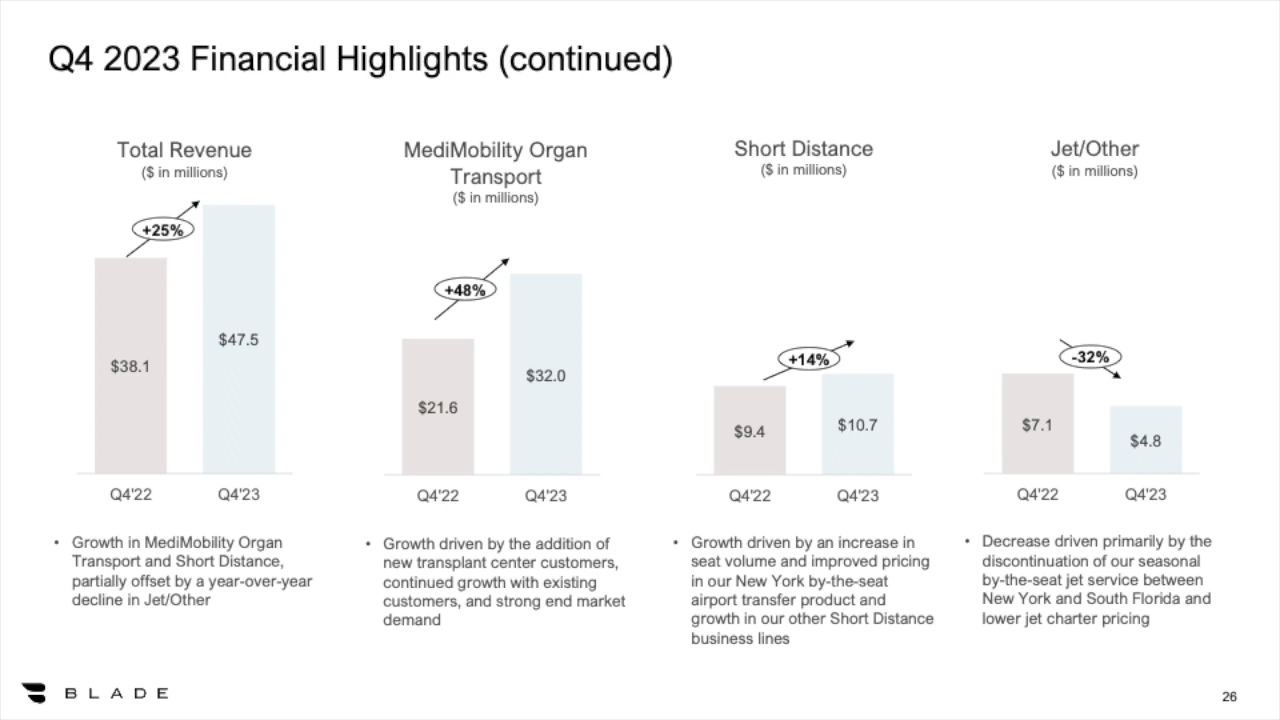 Q4 2023 Financial Highlights (continued)
Total Revenue
($ in millions)
+25%
$38.1
$47.5
Q4'22
Q4'23
• Growth in MediMobility Organ
Transport and Short Distance,
partially offset by a year-over-year
decline in Jet/Other
MediMobility Organ
Transport
($ in millions)
+48%
$21.6
$32.0
Q4'22
Q4'23
• Growth driven by the addition of
new transplant center customers,
continued growth with existing
customers, and strong end market
demand
Short Distance
($ in millions)
+14%
$9.4
$10.7
Q4'22
Q4'23
• Growth driven by an increase in
seat volume and improved pricing
in our New York by-the-seat
airport transfer product and
growth in our other Short Distance
business lines
Jet/Other
($ in millions)
-32%
$7.1
$4.8
Q4'22
Q4'23
• Decrease driven primarily by the
discontinuation of our seasonal
by-the-seat jet service between
New York and South Florida and
lower jet charter pricing
BLADE
26